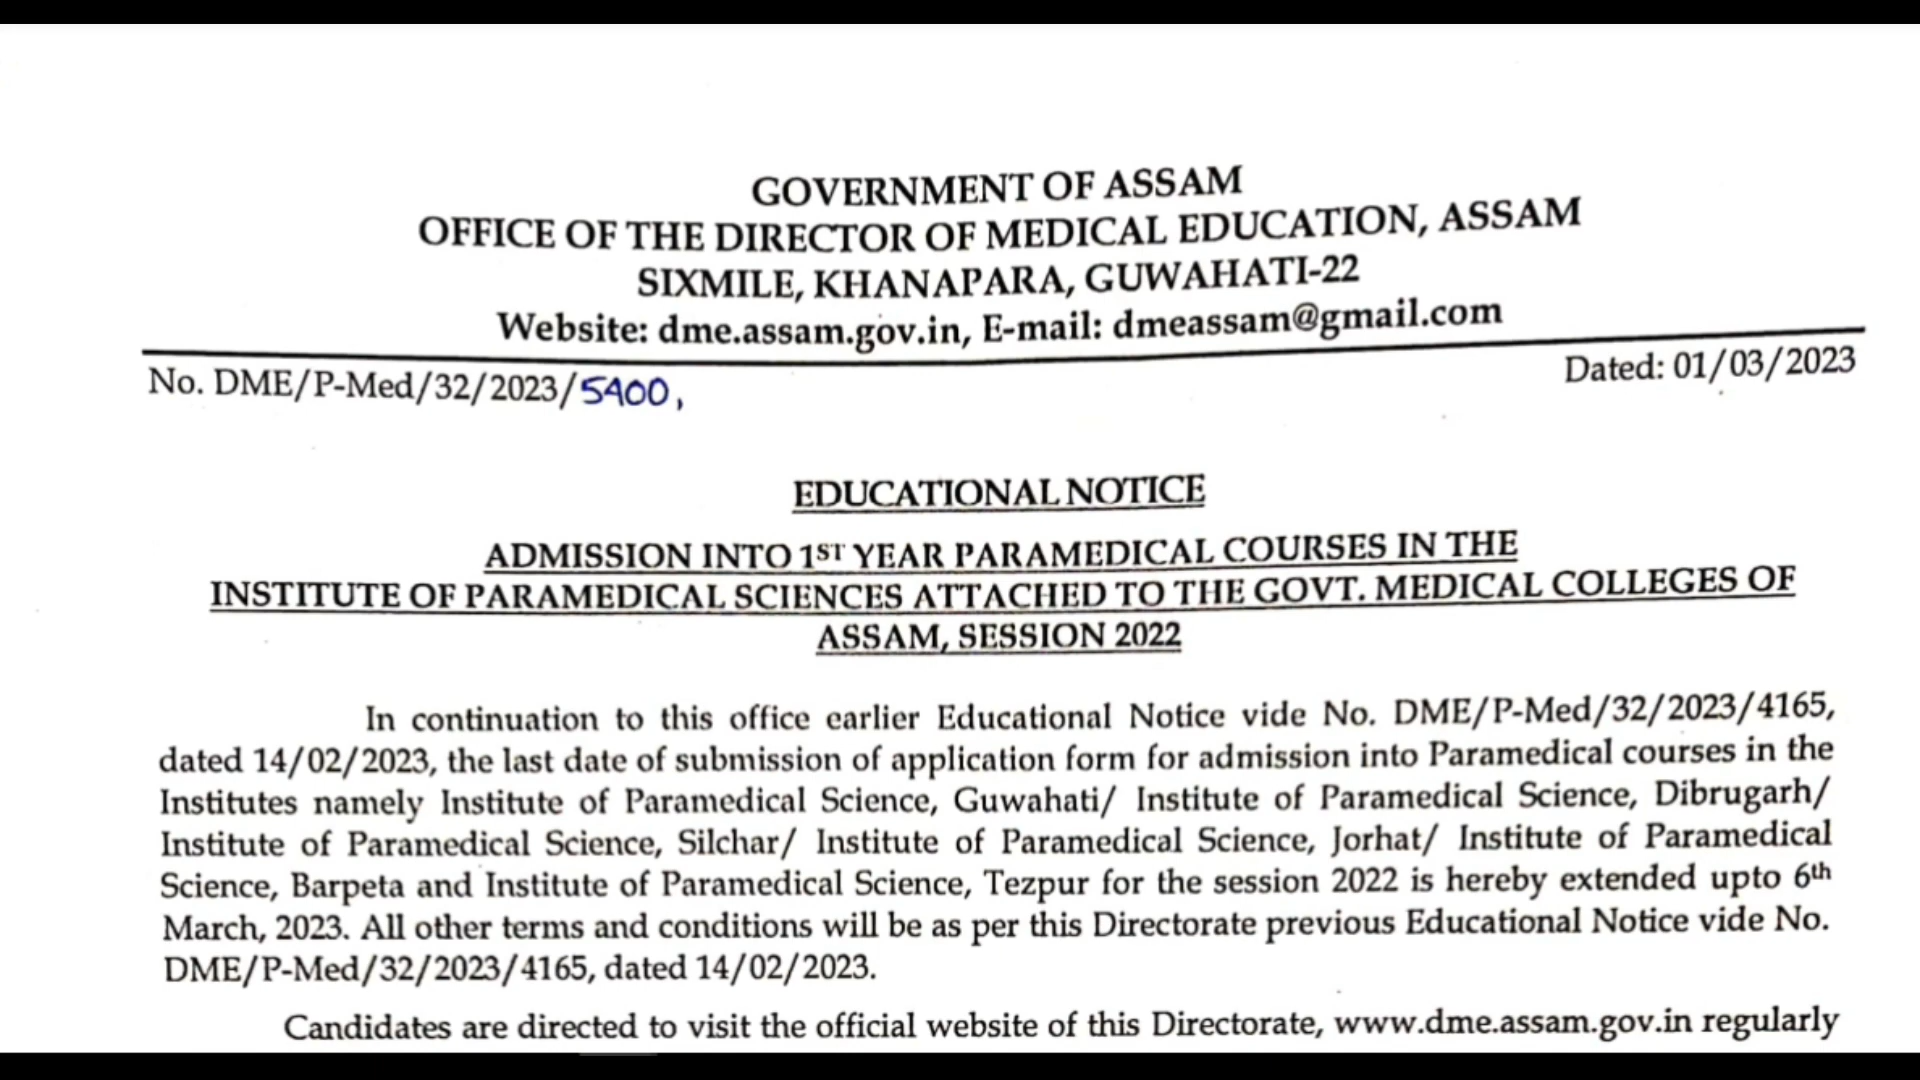 GOVERNMENT OF ASSAM
OFFICE OF THE DIRECTOR OF MEDICAL EDUCATION, ASSAM
SIXMILE, KHANAPARA, GUWAHATI-22
Website: dme.assam.gov.in, E-mail: dmeassam@gmail.com
No. DME/P-Med/32/2023/5400,
Dated: 01/03/2023
EDUCATIONAL NOTICE
ADMISSION INTO 1ST YEAR PARAMEDICAL COURSES IN THE
INSTITUTE OF PARAMEDICAL SCIENCES ATTACHED TO THE GOVT. MEDICAL COLLEGES OF
ASSAM, SESSION 2022
In continuation to this office earlier Educational Notice vide No. DME/P-Med/32/2023/4165,
dated 14/02/2023, the last date of submission of application form for admission into Paramedical courses in the
Institutes namely Institute of Paramedical Science, Guwahati/ Institute of Paramedical Science, Dibrugarh/
Institute of Paramedical Science, Silchar/ Institute of Paramedical Science, Jorhat/ Institute of Paramedical
Science, Barpeta and Institute of Paramedical Science, Tezpur for the session 2022 is hereby extended upto 6th
March, 2023. All other terms and conditions will be as per this Directorate previous Educational Notice vide No.
DME/P-Med/32/2023/4165, dated 14/02/2023.
Candidates are directed to visit the official website of this Directorate, www.dme.assam.gov.in regularly